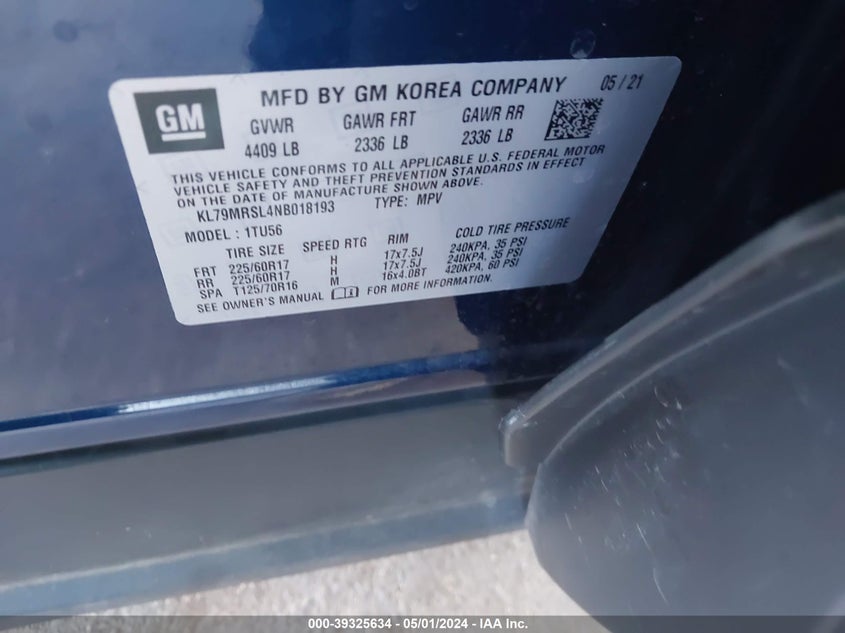 GM MFD BY GM KOREA COMPANY 05 / 21
GVWR GAWR FRT GAWR RR
4409 LB 2336 LB 2336 LB
THIS VEHICLE CONFORMS TO ALL APPLICABLE U.S. FEDERAL MOTOR
VEHICLE SAFETY AND THEFT PREVENTION STANDARDS IN EFFECT
ON THE DATE OF MANUFACTURE SHOWN ABOVE.
KL79MRSL4NB018193 TYPE: MPV
MODEL : 1TU56
TIRE SIZE SPEED RTG RIM COLD TIRE PRESSURE
FRT 225/60R17 H 17x7.5J 240KPA, 35 PSI
RR 225/60R17 H 17x7.5J 240KPA, 35 PSI
SPA T125/70R16 M 16x4.0BT 420KPA, 60 PSI
SEE OWNER'S MANUAL FOR MORE INFORMATION.
000-39325634 - 05/01/2024 - IAA Inc.